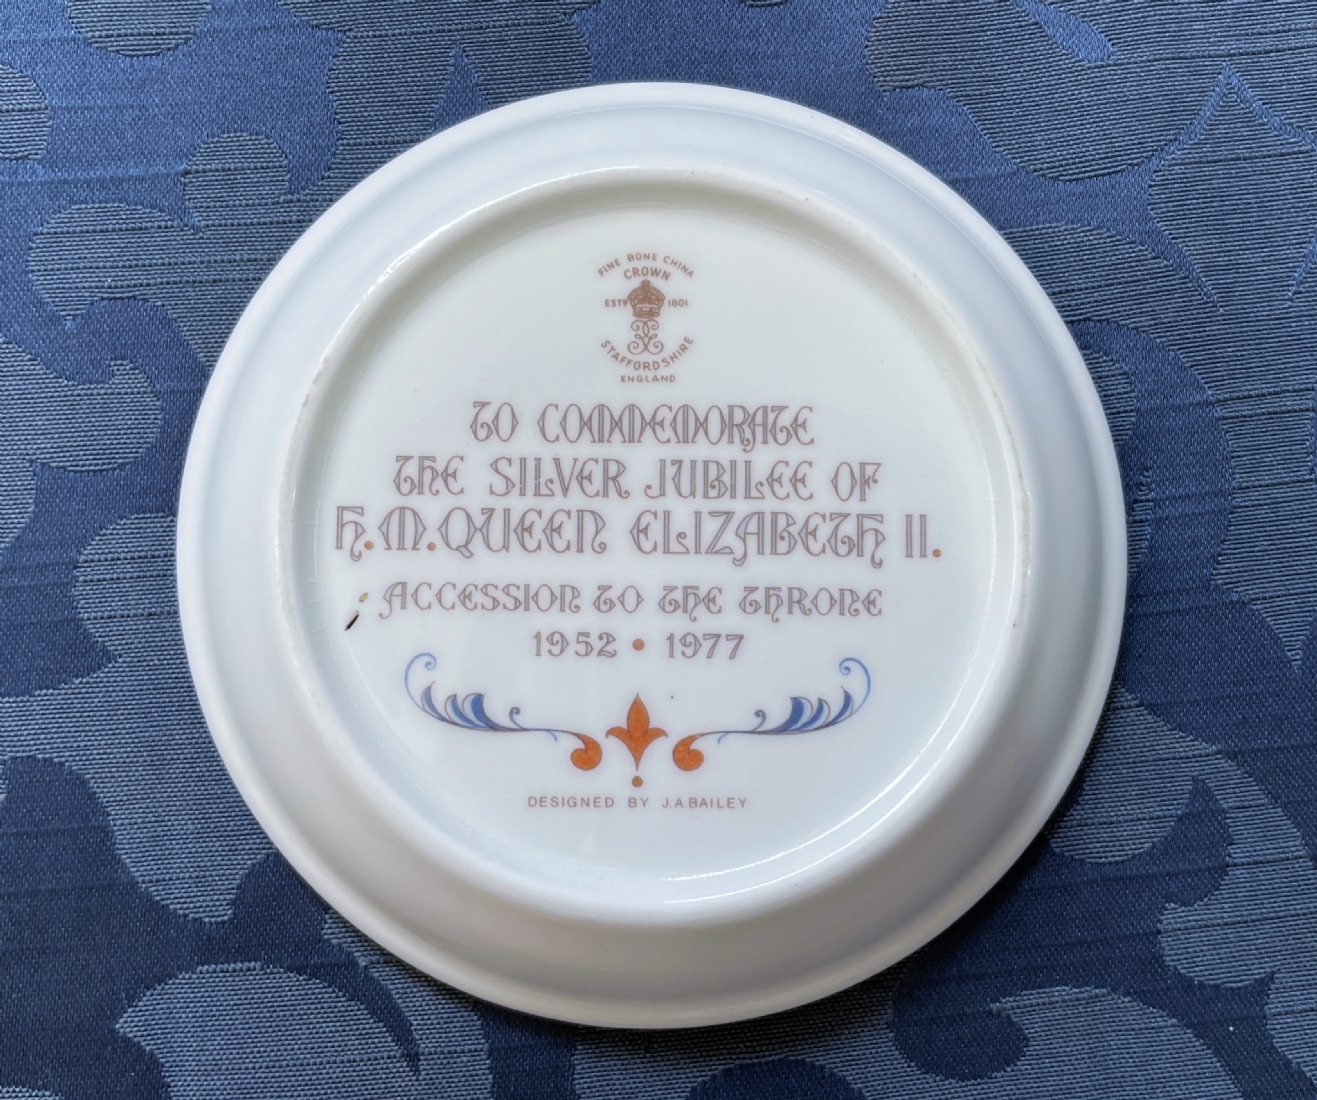 FINE BONE CHINA
CROWN
ESTD 1801
STAFFORDSHIRE
ENGLAND
TO COMMEMORATE
THE SILVER JUBILEE OF
H.M.QUEEN ELIZABETH II.
ACCESSION TO THE THRONE
1952 • 1977
DESIGNED BY J.A.BAILEY